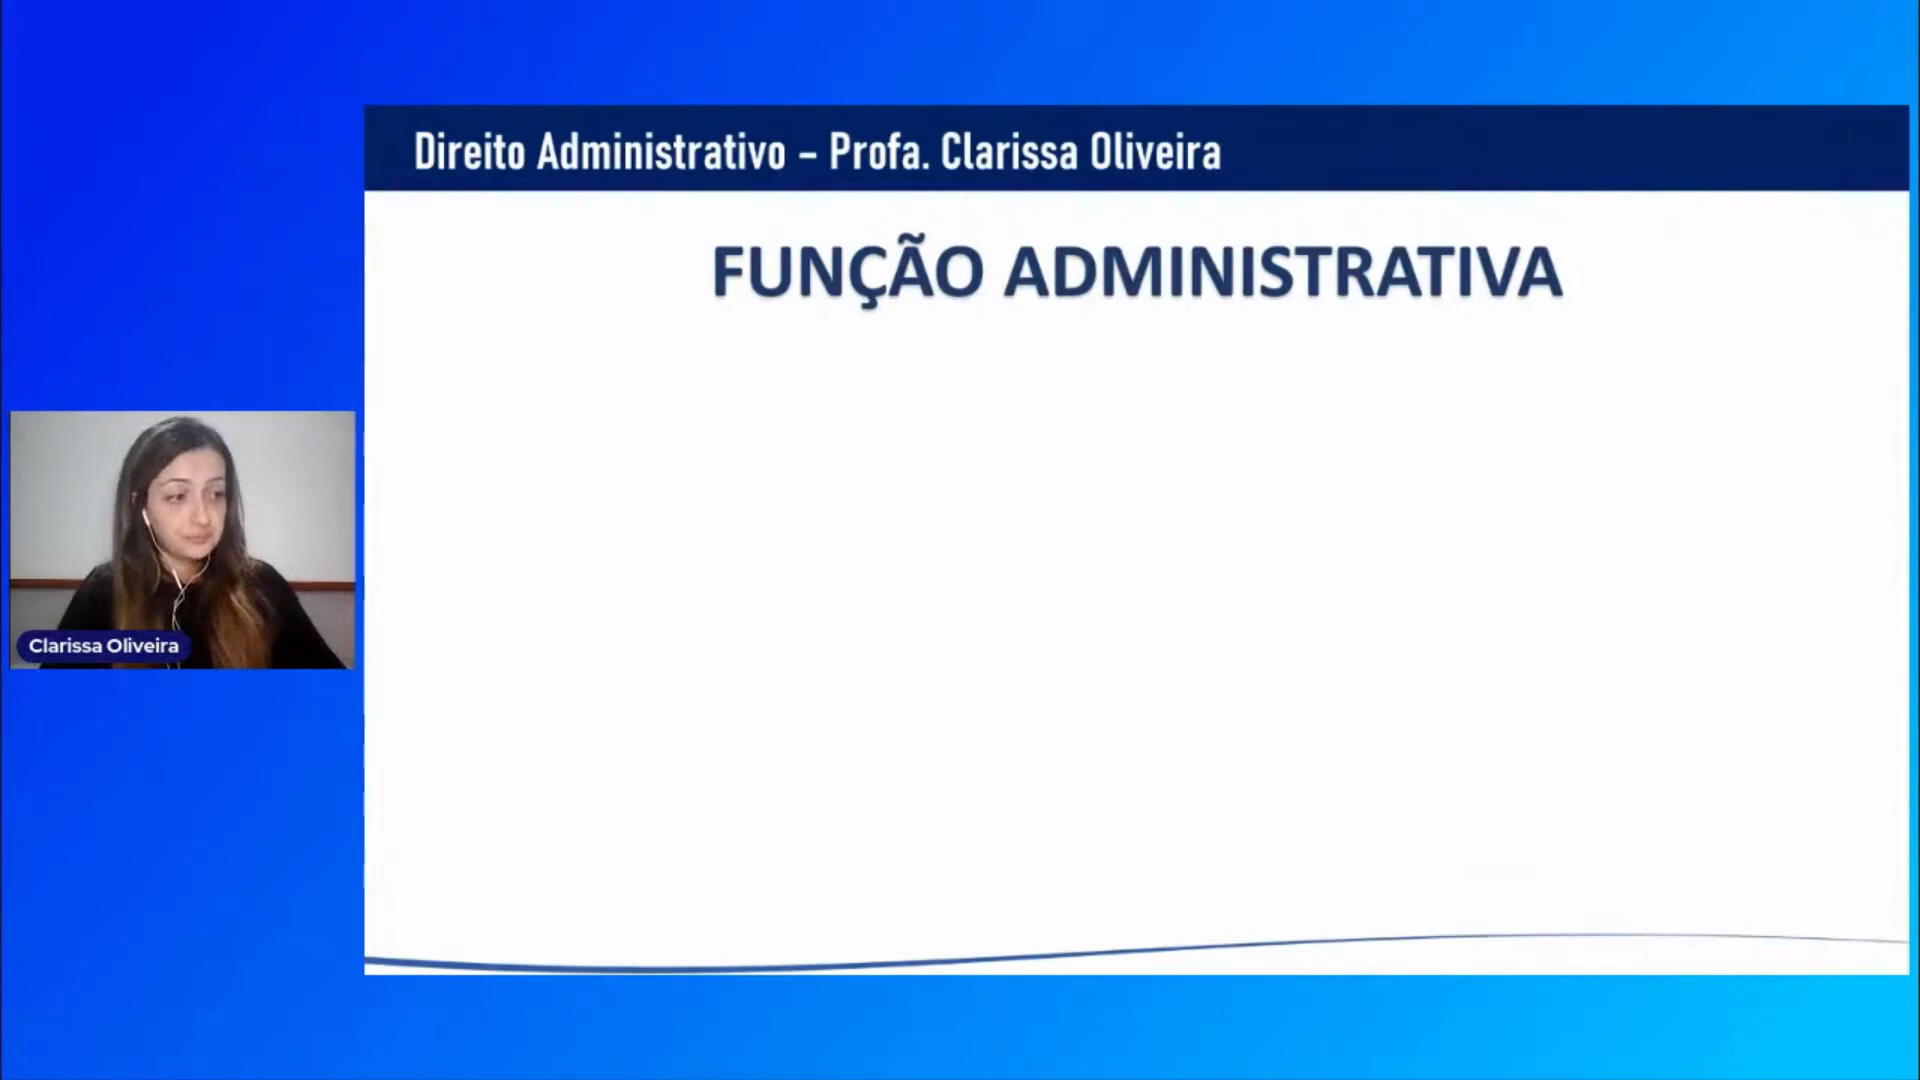 Direito Administrativo – Profa. Clarissa Oliveira
FUNÇÃO ADMINISTRATIVA
Clarissa Oliveira